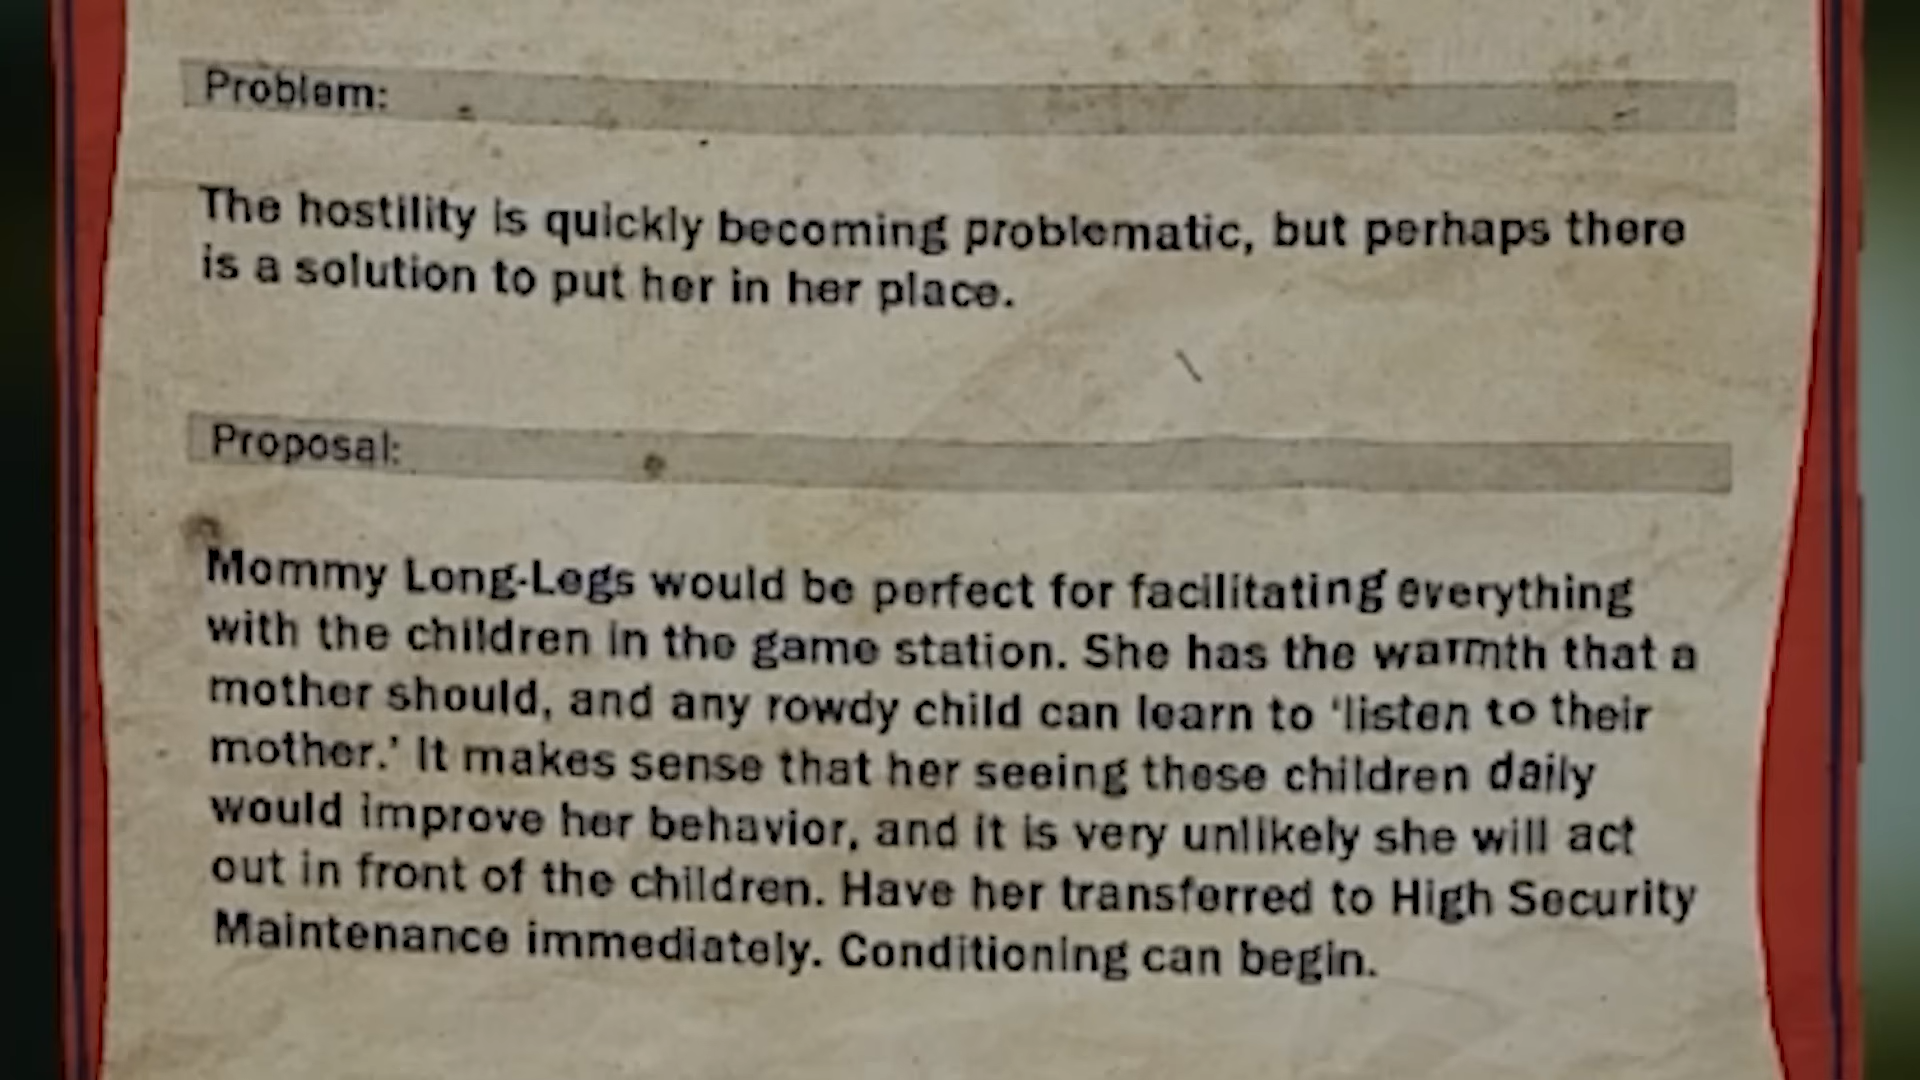 Problem:
The hostility is quickly becoming problematic, but perhaps there
is a solution to put her in her place.
Proposal:
Mommy Long-Legs would be perfect for facilitating everything
with the children in the game station. She has the warmth that a
mother should, and any rowdy child can learn to 'listen to their
mother.' It makes sense that her seeing these children daily
would improve her behavior, and it is very unlikely she will act
out in front of the children. Have her transferred to High Security
Maintenance immediately. Conditioning can begin.